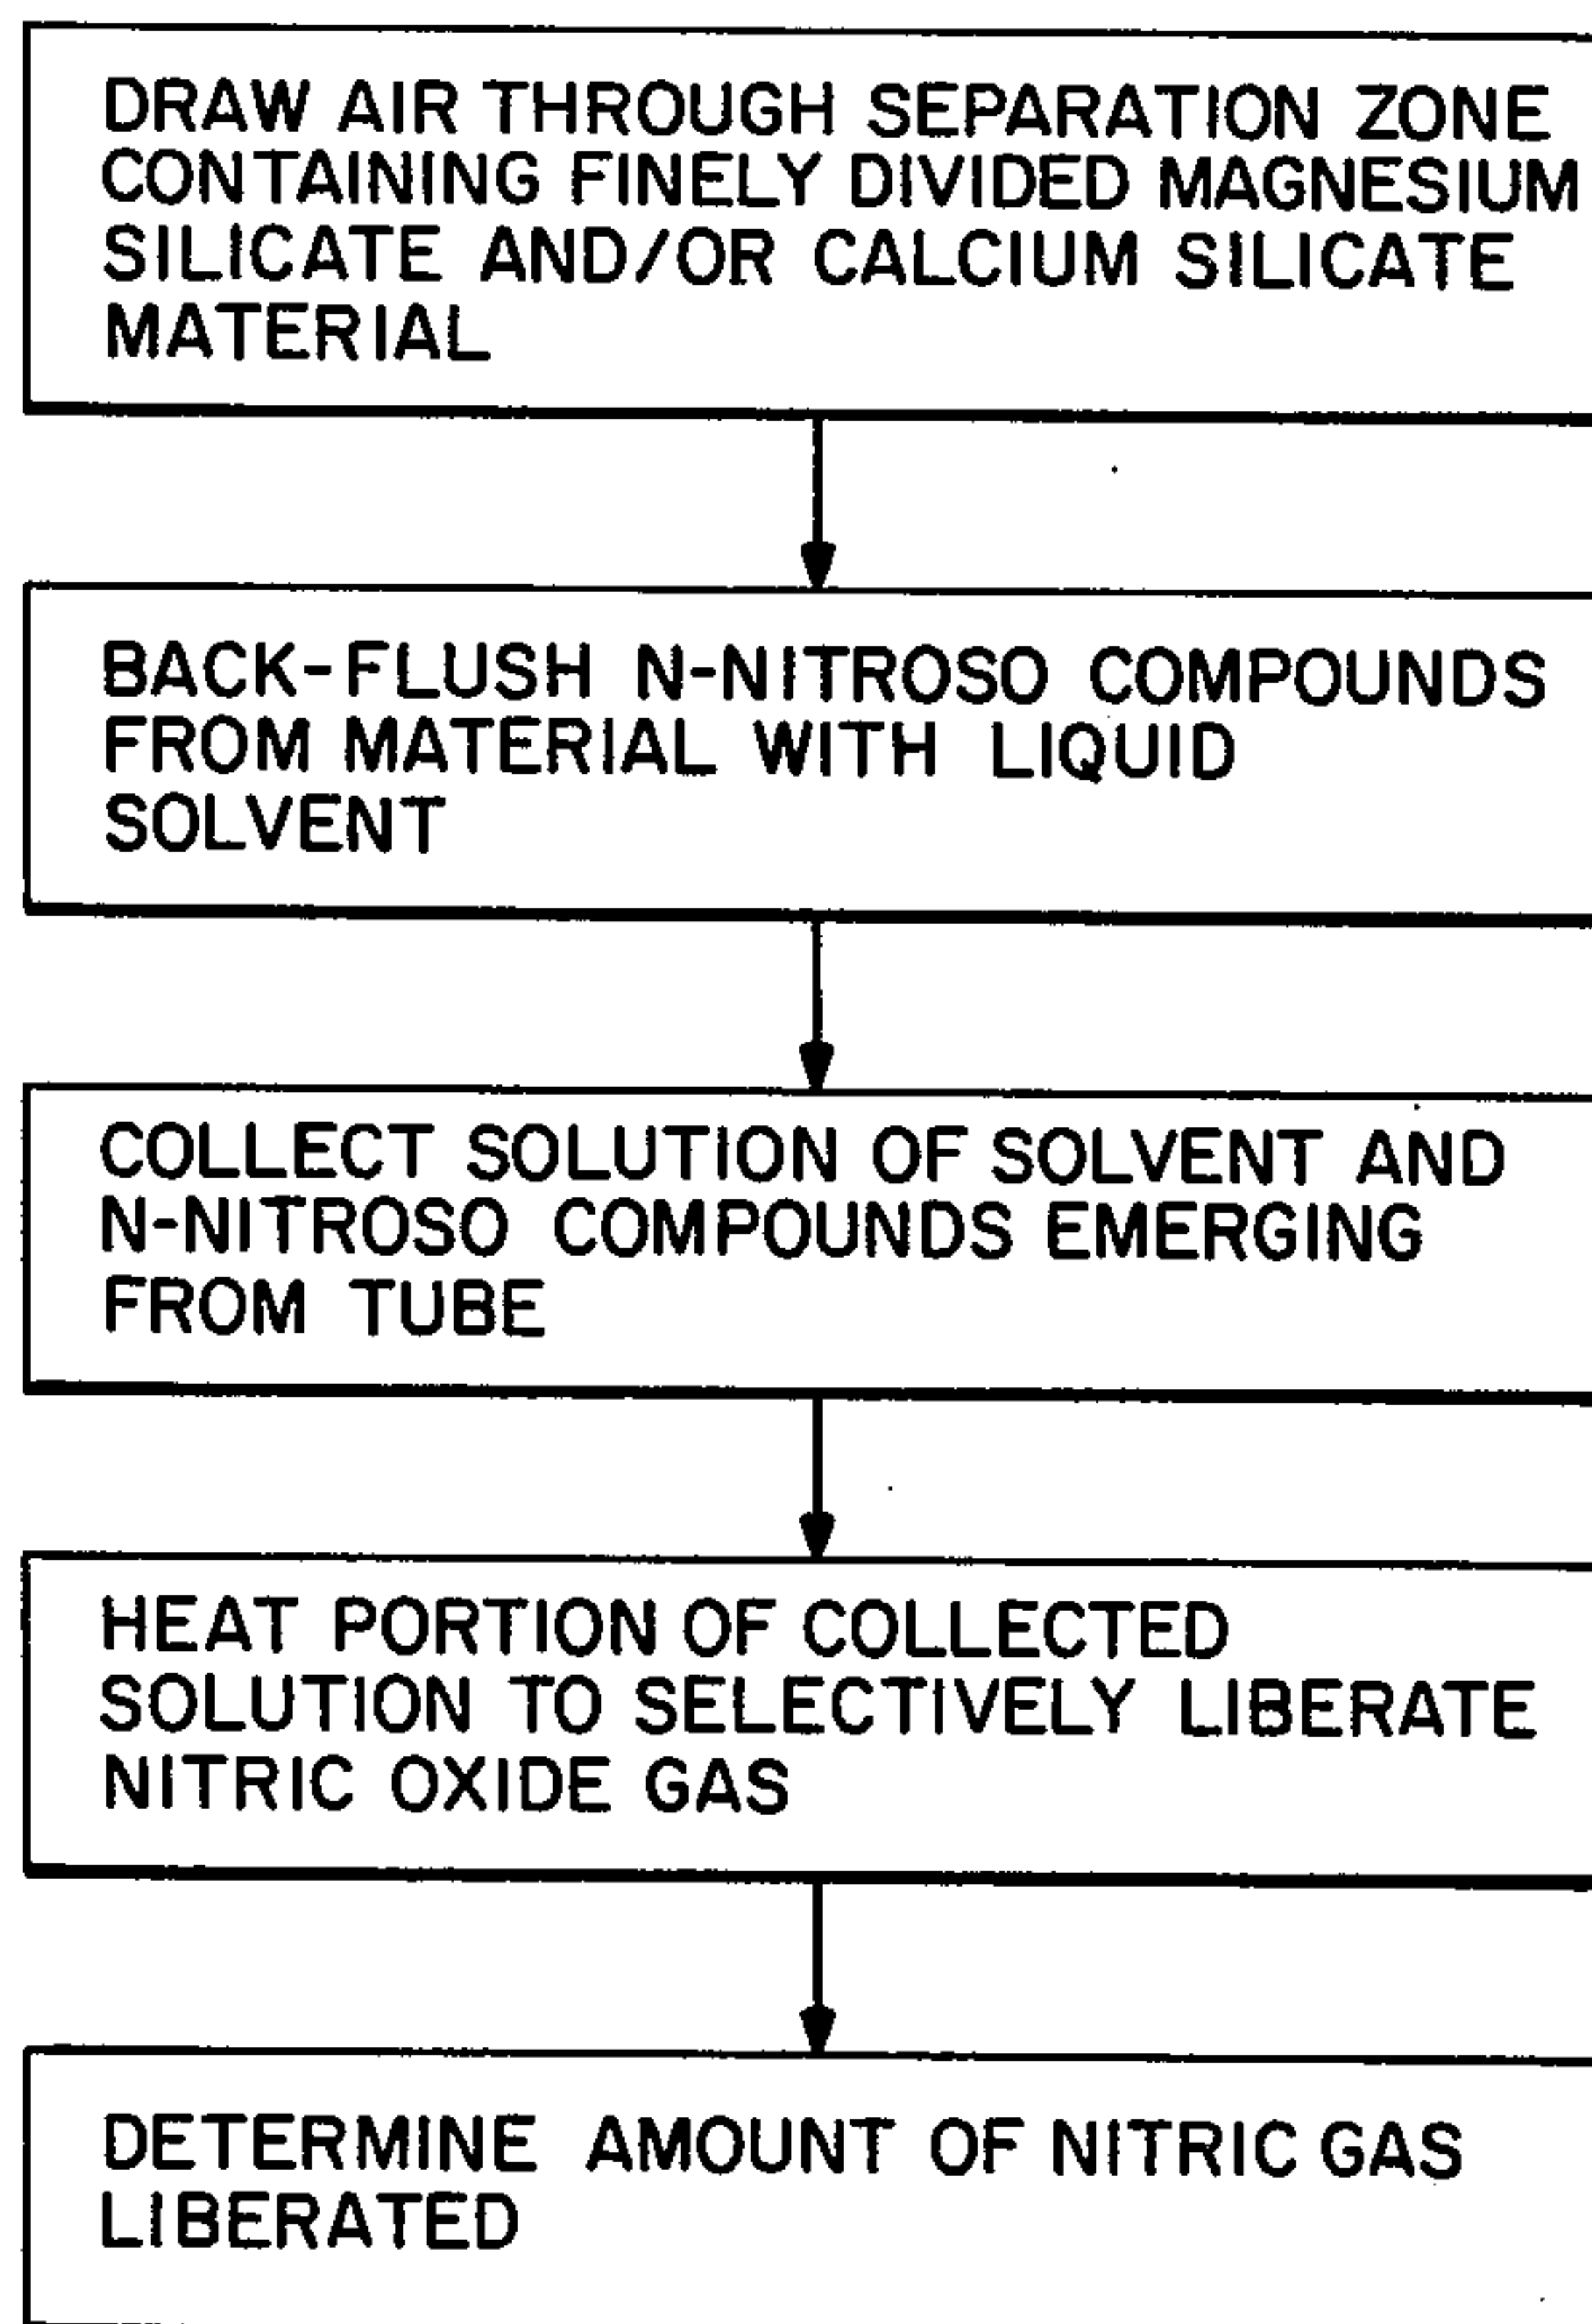 DRAW AIR THROUGH SEPARATION ZONE
CONTAINING FINELY DIVIDED MAGNESIUM
SILICATE AND/OR CALCIUM SILICATE
MATERIAL
BACK-FLUSH N-NITROSO COMPOUNDS
FROM MATERIAL WITH LIQUID
SOLVENT
COLLECT SOLUTION OF SOLVENT AND
N-NITROSO COMPOUNDS EMERGING
FROM TUBE
HEAT PORTION OF COLLECTED
SOLUTION TO SELECTIVELY LIBERATE
NITRIC OXIDE GAS
DETERMINE AMOUNT OF NITRIC GAS
LIBERATED